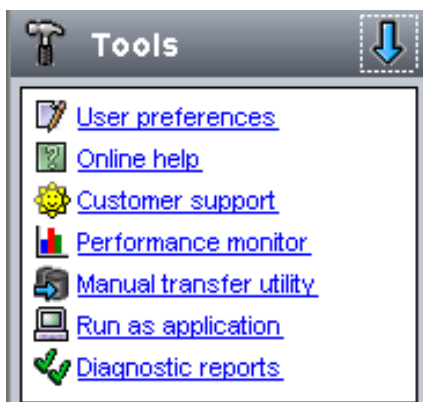 Tools
User preferences
Online help
Customer support
Performance monitor
Manual transfer utility
Run as application
Diagnostic reports